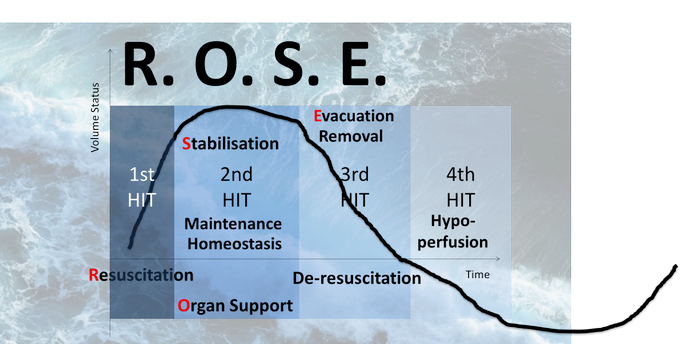 R. O. S. E.
Volume Status
Evacuation
Removal
Stabilisation
1st
HIT
2nd
HIT
3rd
HIT
4th
HIT
Maintenance
Homeostasis
Hypo-
perfusion
Resuscitation
De-resuscitation
Time
Organ Support